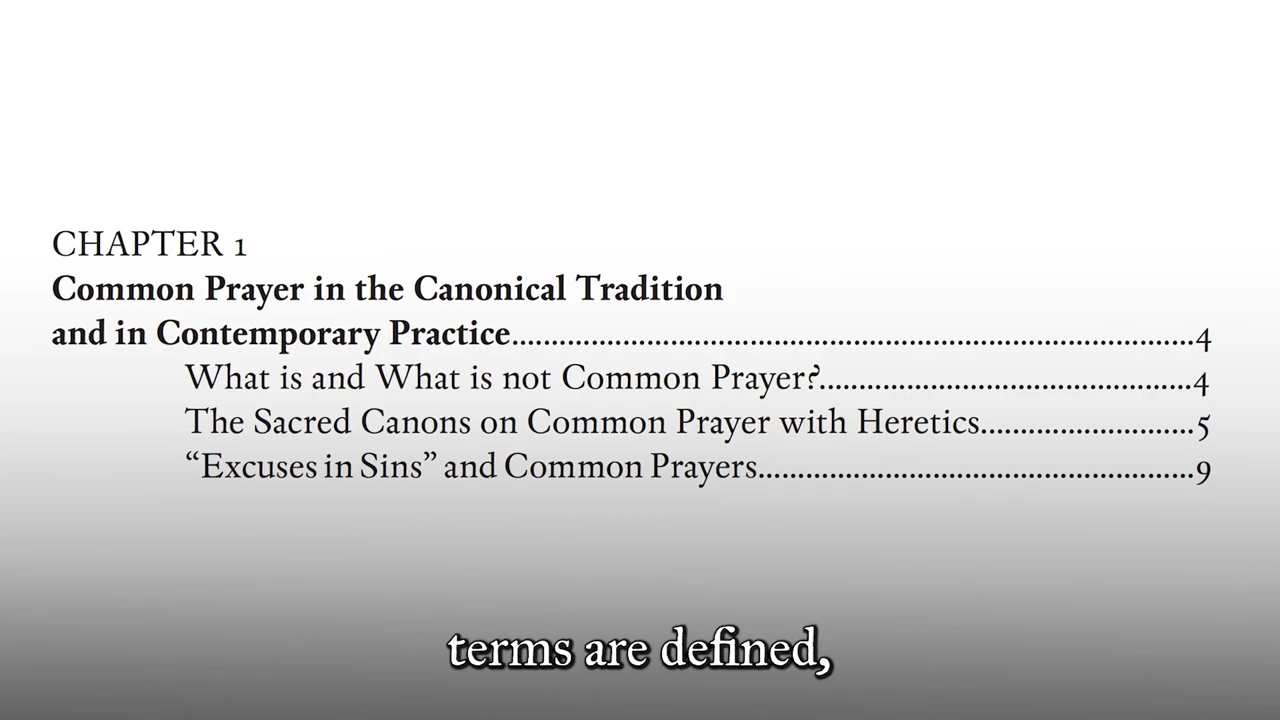 CHAPTER 1
Common Prayer in the Canonical Tradition
and in Contemporary Practice....................................................................................4
What is and What is not Common Prayer?..............................................4
The Sacred Canons on Common Prayer with Heretics..........................5
“Excuses in Sins” and Common Prayers......................................................9
terms are defined,